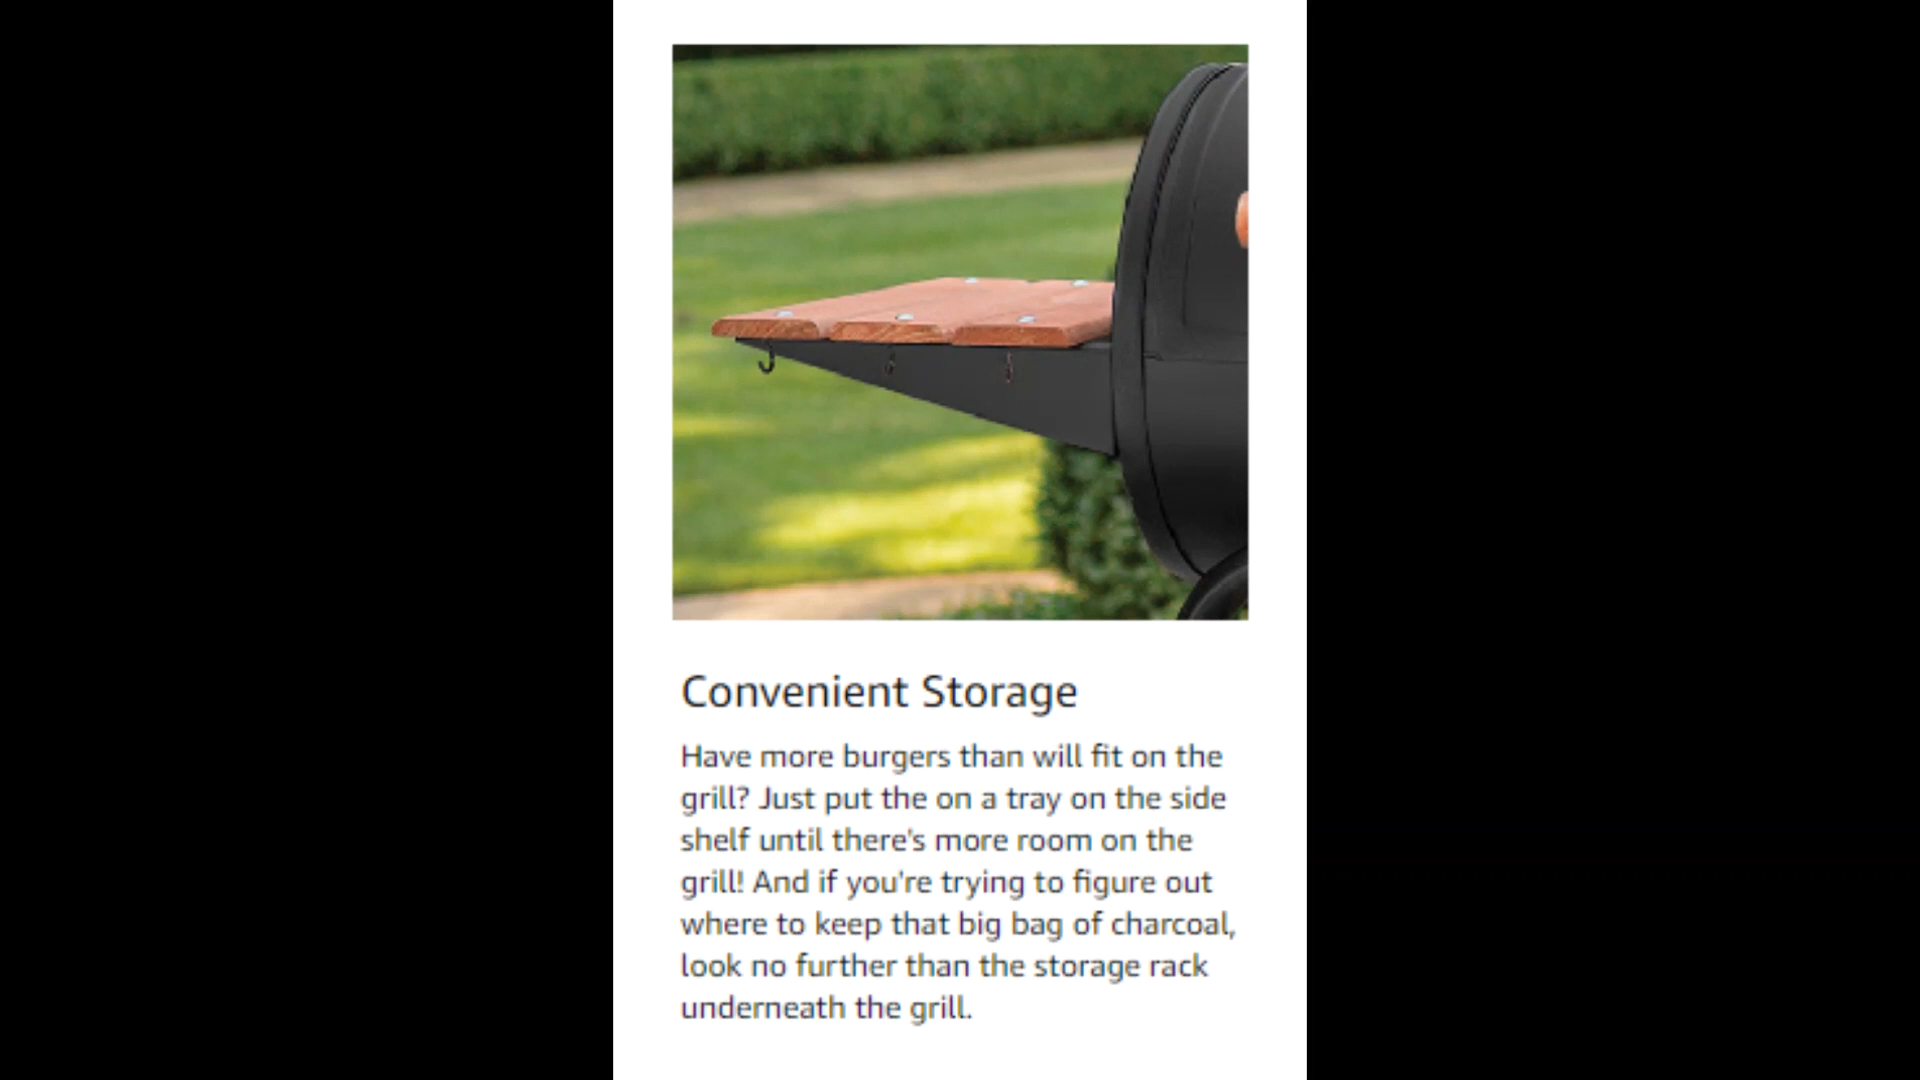 Convenient Storage
Have more burgers than will fit on the
grill? Just put the on a tray on the side
shelf until there's more room on the
grill! And if you're trying to figure out
where to keep that big bag of charcoal,
look no further than the storage rack
underneath the grill.